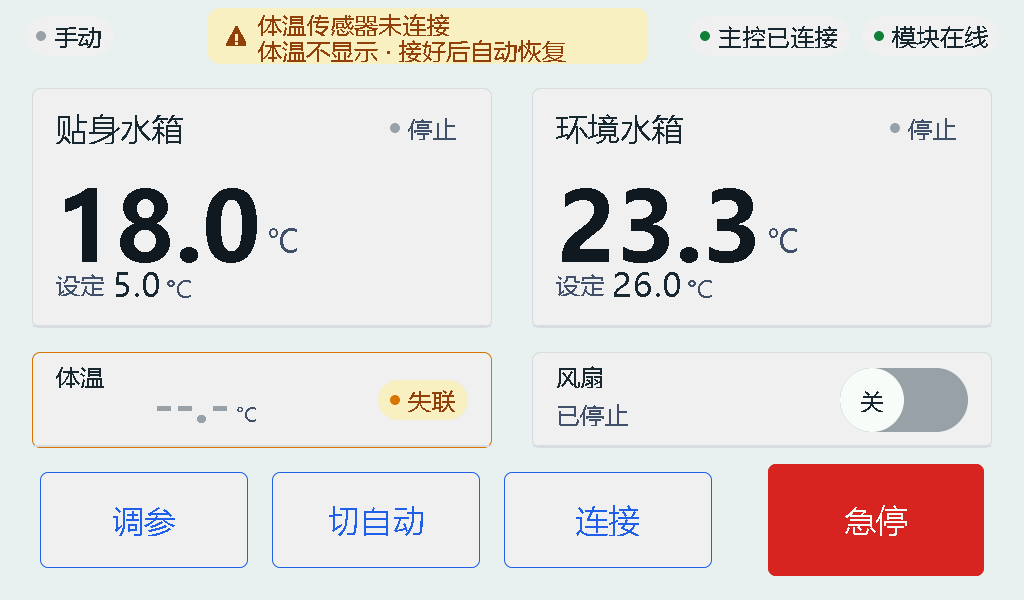 手动
体温传感器未连接
体温不显示 · 接好后自动恢复
主控已连接
模块在线
贴身水箱
停止
18.0 ℃
设定 5.0 ℃
环境水箱
停止
23.3 ℃
设定 26.0 ℃
体温
--.- ℃
失联
风扇
已停止
关
调参
切自动
连接
急停